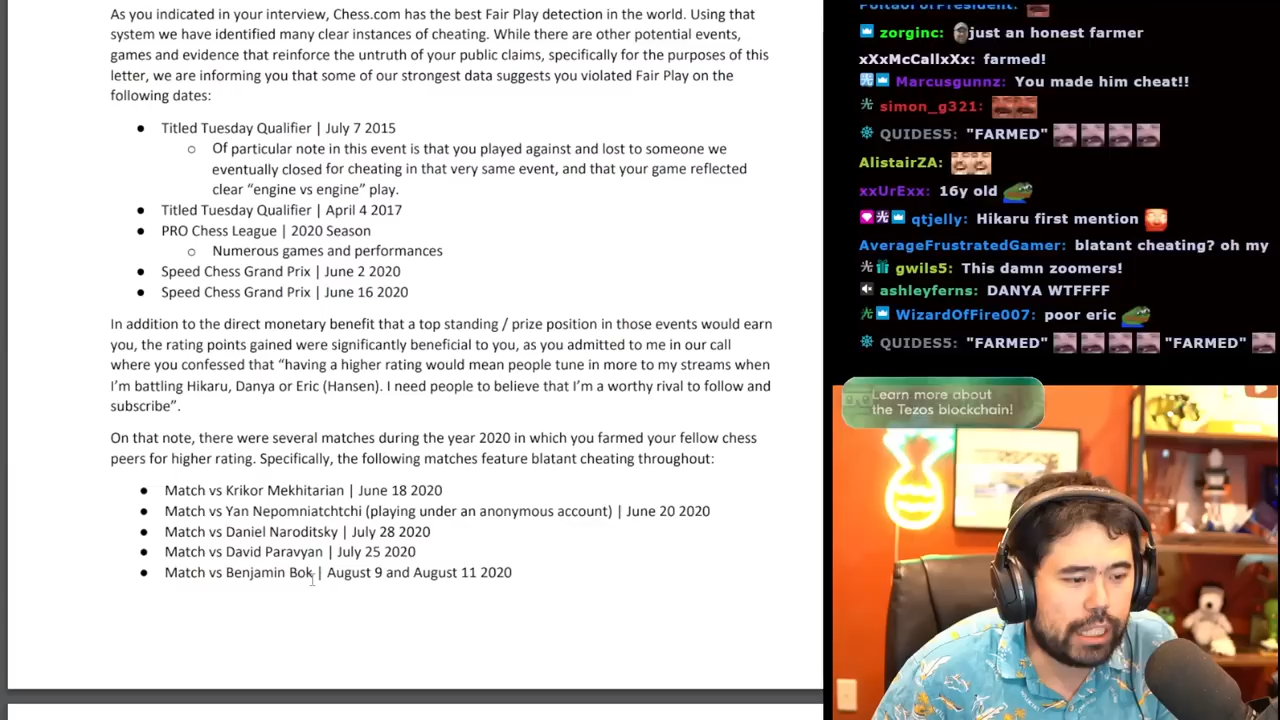 As you indicated in your interview, Chess.com has the best Fair Play detection in the world. Using that
system we have identified many clear instances of cheating. While there are other potential events,
games and evidence that reinforce the untruth of your public claims, specifically for the purposes of this
letter, we are informing you that some of our strongest data suggests you violated Fair Play on the
following dates:
● Titled Tuesday Qualifier | July 7 2015
○ Of particular note in this event is that you played against and lost to someone we
eventually closed for cheating in that very same event, and that your game reflected
clear “engine vs engine” play.
● Titled Tuesday Qualifier | April 4 2017
● PRO Chess League | 2020 Season
○ Numerous games and performances
● Speed Chess Grand Prix | June 2 2020
● Speed Chess Grand Prix | June 16 2020
In addition to the direct monetary benefit that a top standing / prize position in those events would earn
you, the rating points gained were significantly beneficial to you, as you admitted to me in our call
where you confessed that “having a higher rating would mean people tune in more to my streams when
I’m battling Hikaru, Danya or Eric (Hansen). I need people to believe that I’m a worthy rival to follow and
subscribe”.
On that note, there were several matches during the year 2020 in which you farmed your fellow chess
peers for higher rating. Specifically, the following matches feature blatant cheating throughout:
● Match vs Krikor Mekhitarian | June 18 2020
● Match vs Yan Nepomniatchtchi (playing under an anonymous account) | June 20 2020
● Match vs Daniel Naroditsky | July 28 2020
● Match vs David Paravyan | July 25 2020
● Match vs Benjamin Bok | August 9 and August 11 2020
zorginc: just an honest farmer
xXxMcCallxXx: farmed!
Marcusgunnz: You made him cheat!!
simon_g321:
QUIDES5: "FARMED"
AlistairZA:
xxUrExx: 16y old
qtjelly: Hikaru first mention
AverageFrustratedGamer: blatant cheating? oh my
gwils5: This damn zoomers!
ashleyferns: DANYA WTFFFF
WizardOfFire007: poor eric
QUIDES5: "FARMED" "FARMED"
Learn more about
the Tezos blockchain!